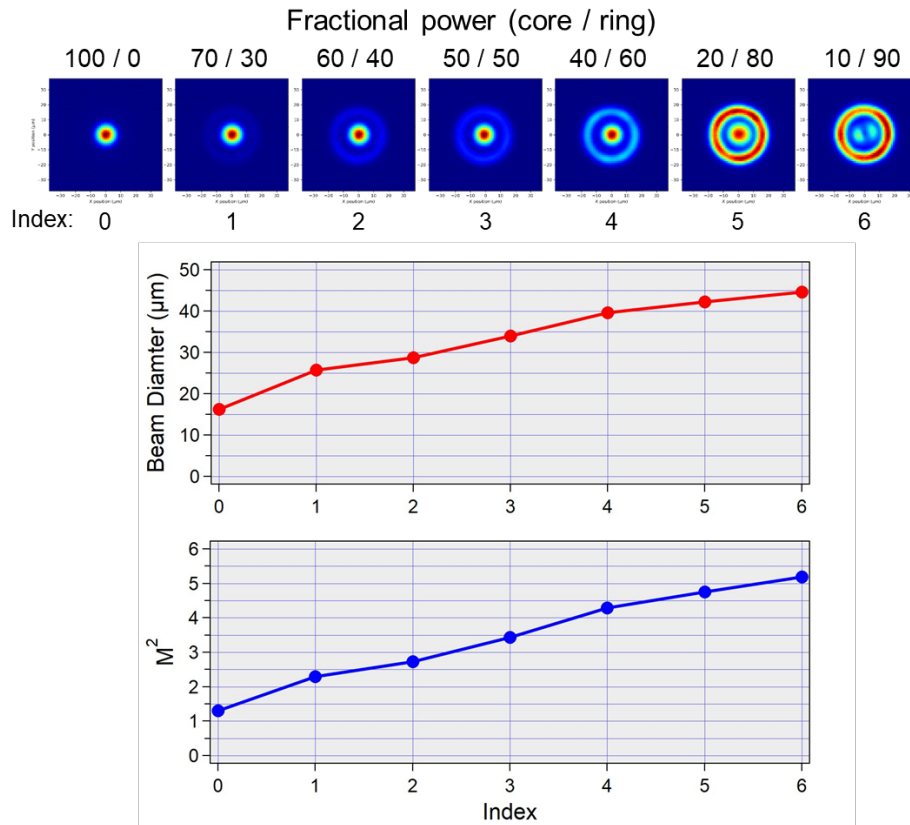 Fractional power (core / ring)
100 / 0 70 / 30 60 / 40 50 / 50 40 / 60 20 / 80 10 / 90
Index: 0 1 2 3 4 5 6
50
40
30
20
10
0
Beam Diamter (µm)
0 1 2 3 4 5 6
6
5
4
3
2
1
0
M²
0 1 2 3 4 5 6
Index